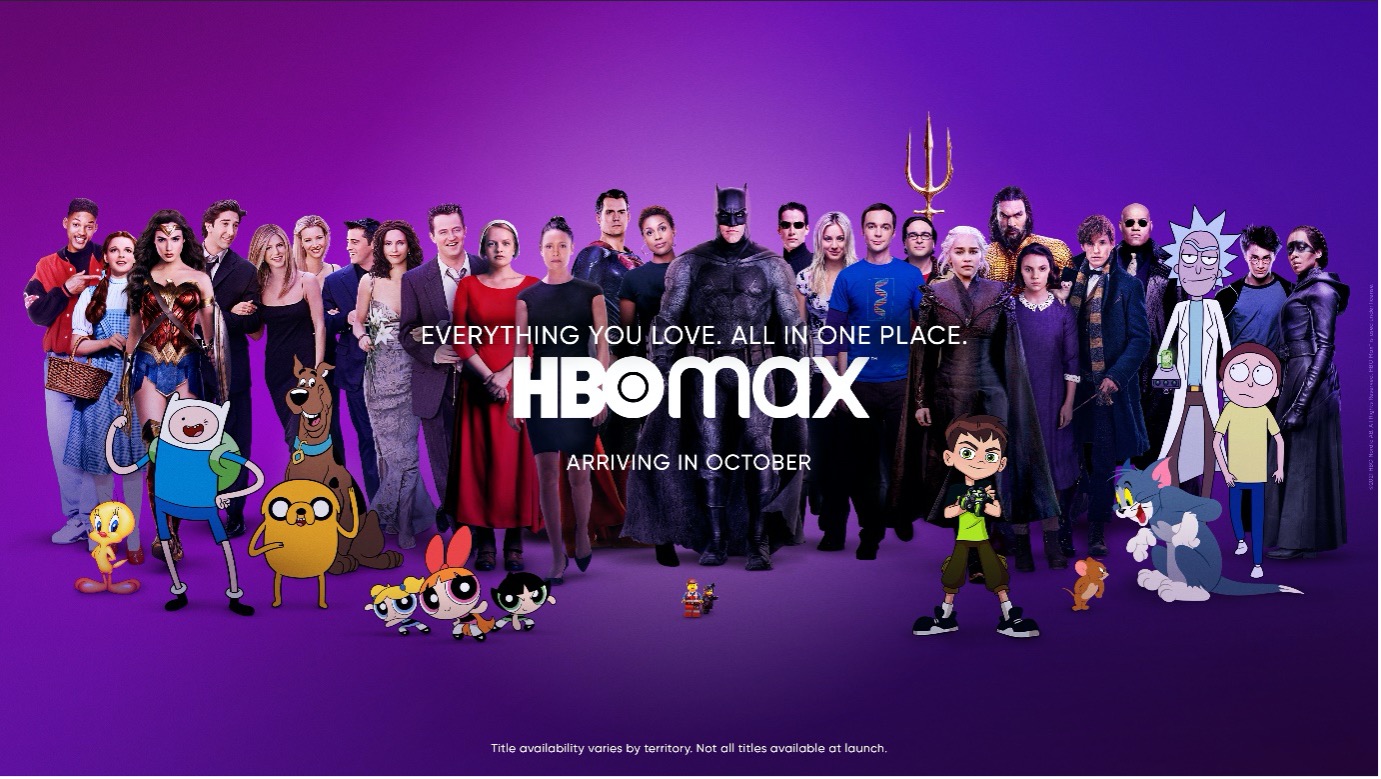 EVERYTHING YOU LOVE. ALL IN ONE PLACE.
HBOmax™
ARRIVING IN OCTOBER
Title availability varies by territory. Not all titles available at launch.